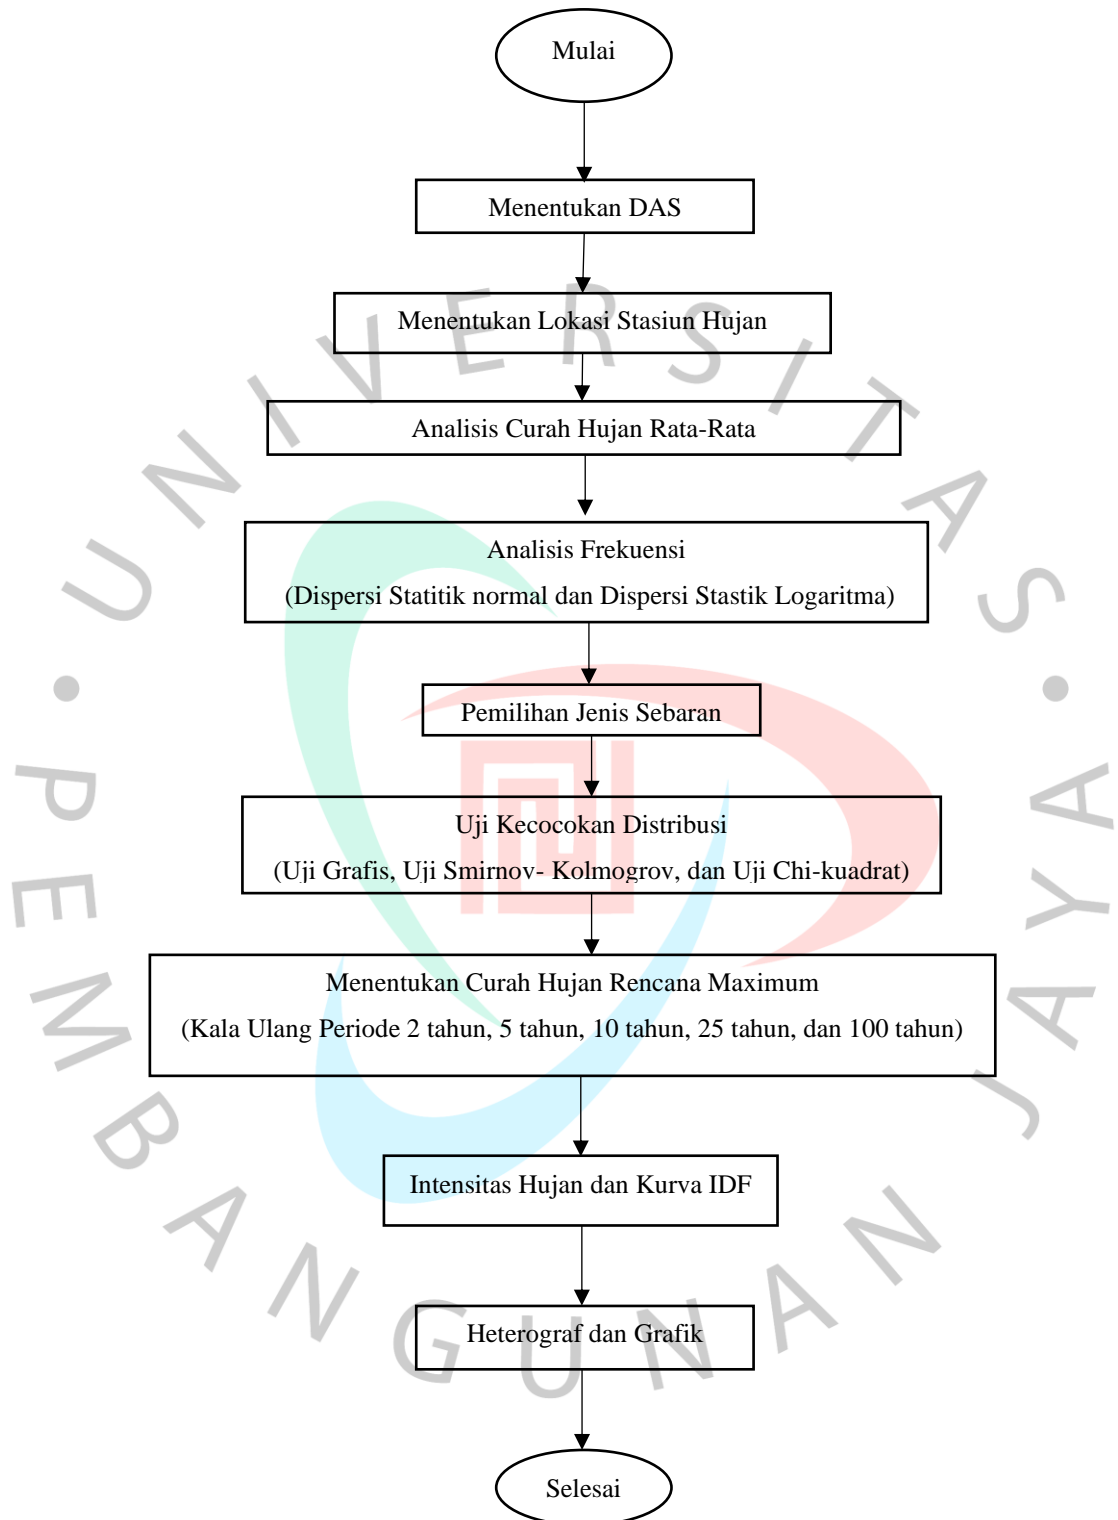 Mulai
Menentukan DAS
Menentukan Lokasi Stasiun Hujan
Analisis Curah Hujan Rata-Rata
Analisis Frekuensi
(Dispersi Statitik normal dan Dispersi Stastik Logaritma)
Pemilihan Jenis Sebaran
Uji Kecocokan Distribusi
(Uji Grafis, Uji Smirnov- Kolmogrov, dan Uji Chi-kuadrat)
Menentukan Curah Hujan Rencana Maximum
(Kala Ulang Periode 2 tahun, 5 tahun, 10 tahun, 25 tahun, dan 100 tahun)
Intensitas Hujan dan Kurva IDF
Heterograf dan Grafik
Selesai
UNIVERSITAS
PEMBANGUNAN JAYA